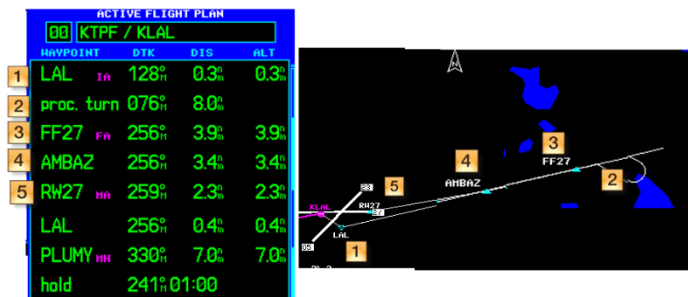 ACTIVE FLIGHT PLAN
00 KTPF / KLAL
WAYPOINT DTK DIS ALT
1 LAL IA 128°M 0.3nm 0.3nm
2 proc. turn 076°M 8.0nm
3 FF27 FA 256°M 3.9nm 3.9nm
4 AMBAZ 256°M 3.4nm 3.4nm
5 RW27 MA 259°M 2.3nm 2.3nm
LAL 256°M 0.4nm 0.4nm
PLUMY MH 330°M 7.0nm 7.0nm
hold 241°M 01:00
N
3
FF27
4
2
AMBAZ
23
5
KLAL
RW27
27
LAL
05
1